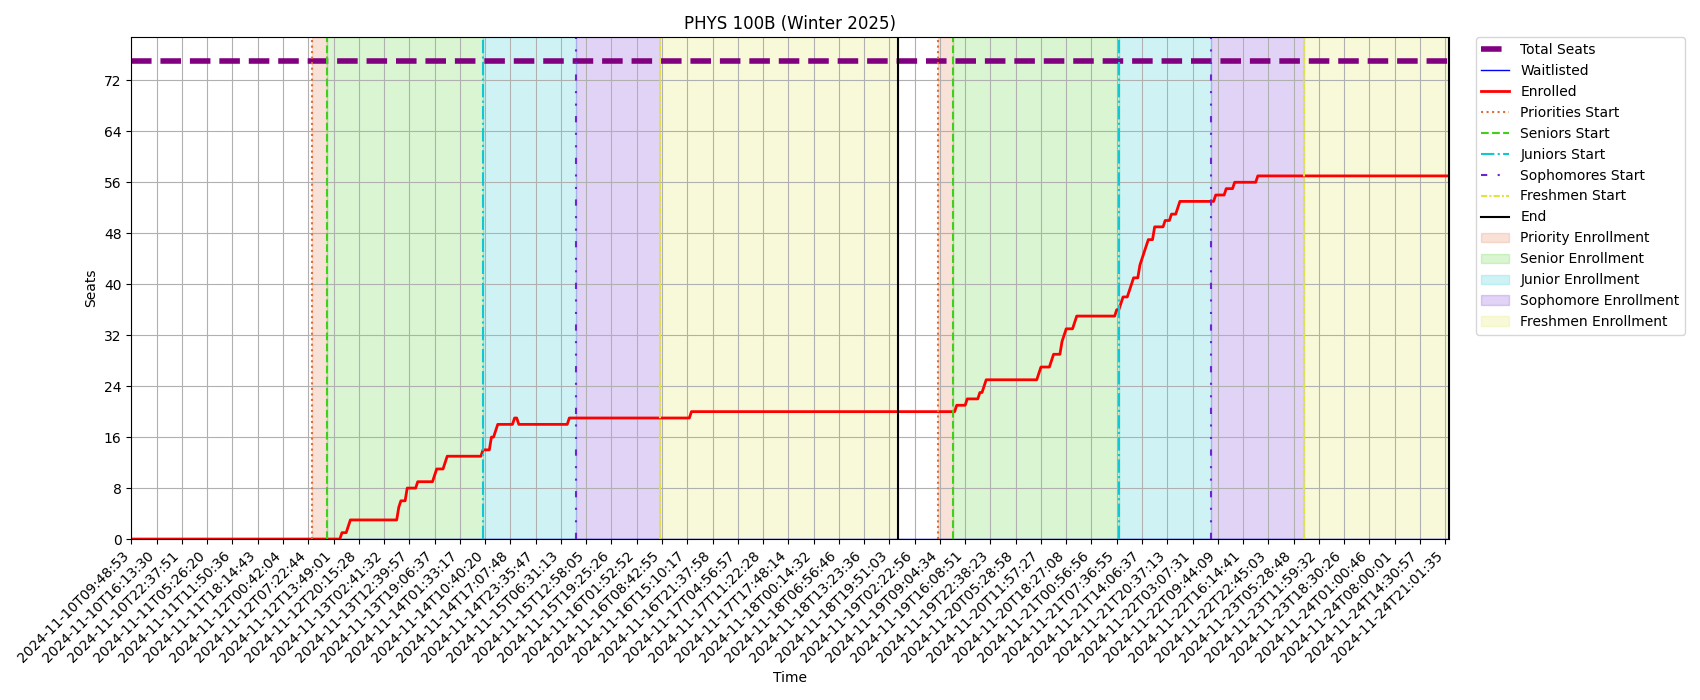 PHYS 100B (Winter 2025)
Total Seats
Waitlisted
Enrolled
Priorities Start
Seniors Start
Juniors Start
Sophomores Start
Freshmen Start
End
Priority Enrollment
Senior Enrollment
Junior Enrollment
Sophomore Enrollment
Freshmen Enrollment
Seats
72
64
56
48
40
32
24
16
8
0
2024-11-10T09:48:53
2024-11-10T16:13:30
2024-11-10T22:37:51
2024-11-11T05:26:20
2024-11-11T11:50:36
2024-11-11T18:14:43
2024-11-12T00:42:04
2024-11-12T07:22:44
2024-11-12T13:49:01
2024-11-12T20:15:28
2024-11-13T02:41:32
2024-11-13T12:39:57
2024-11-13T19:06:37
2024-11-14T01:33:17
2024-11-14T10:40:20
2024-11-14T17:07:48
2024-11-14T23:35:47
2024-11-15T06:31:13
2024-11-15T12:58:05
2024-11-15T19:25:26
2024-11-16T01:52:52
2024-11-16T08:42:55
2024-11-16T15:10:17
2024-11-16T21:37:58
2024-11-17T04:56:57
2024-11-17T11:22:28
2024-11-17T17:48:14
2024-11-18T00:14:32
2024-11-18T06:56:46
2024-11-18T13:23:36
2024-11-18T19:51:03
2024-11-19T02:22:56
2024-11-19T09:04:34
2024-11-19T16:08:51
2024-11-19T22:38:23
2024-11-20T05:28:58
2024-11-20T11:57:27
2024-11-20T18:27:08
2024-11-21T00:56:56
2024-11-21T07:36:55
2024-11-21T14:06:37
2024-11-21T20:37:13
2024-11-22T03:07:31
2024-11-22T09:44:09
2024-11-22T16:14:41
2024-11-22T22:45:03
2024-11-23T05:28:48
2024-11-23T11:59:32
2024-11-23T18:30:26
2024-11-24T01:00:46
2024-11-24T08:00:01
2024-11-24T14:30:57
2024-11-24T21:01:35
Time